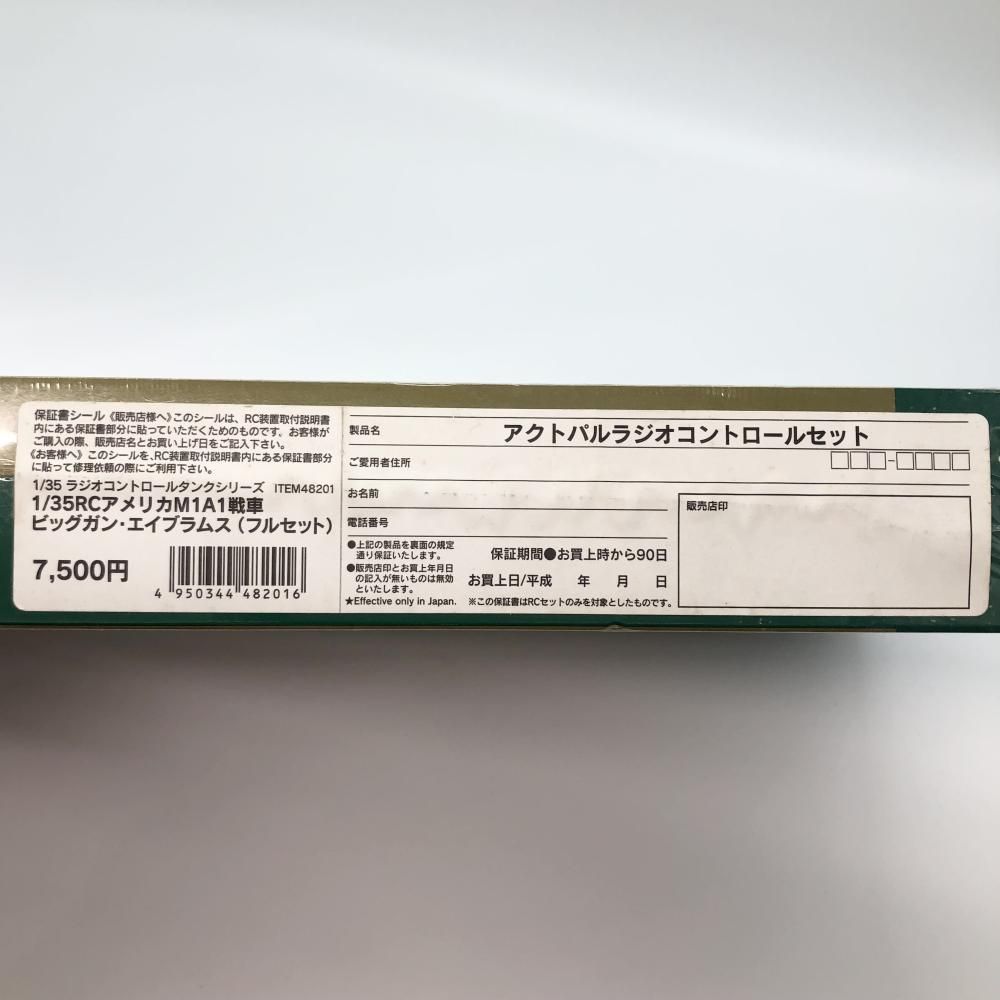 保証書シール《販売店様へ》このシールは、RC装置取付説明書
内にある保証書部分に貼っていただくためのものです。お客様が
ご購入の際、販売店名とお買い上げ日をご記入下さい。
《お客様へ》このシールを、RC装置取付説明書内にある保証書部分
に貼って修理依頼の際にご利用下さい。
1/35 ラジオコントロールタンクシリーズ ITEM48201
1/35RCアメリカM1A1戦車
ビッグガン・エイブラムス（フルセット）
7,500円
4 950344 482016
製品名 アクトパルラジオコントロールセット
ご愛用者住所 □□□-□□□□
お名前
電話番号
販売店印
●上記の製品を裏面の規定
通り保証いたします。
●販売店印とお買上年月日
の記入が無いものは無効
といたします。
★Effective only in Japan.
保証期間●お買上時から90日
お買上日/平成 年 月 日
※この保証書はRCセットのみを対象としたものです。